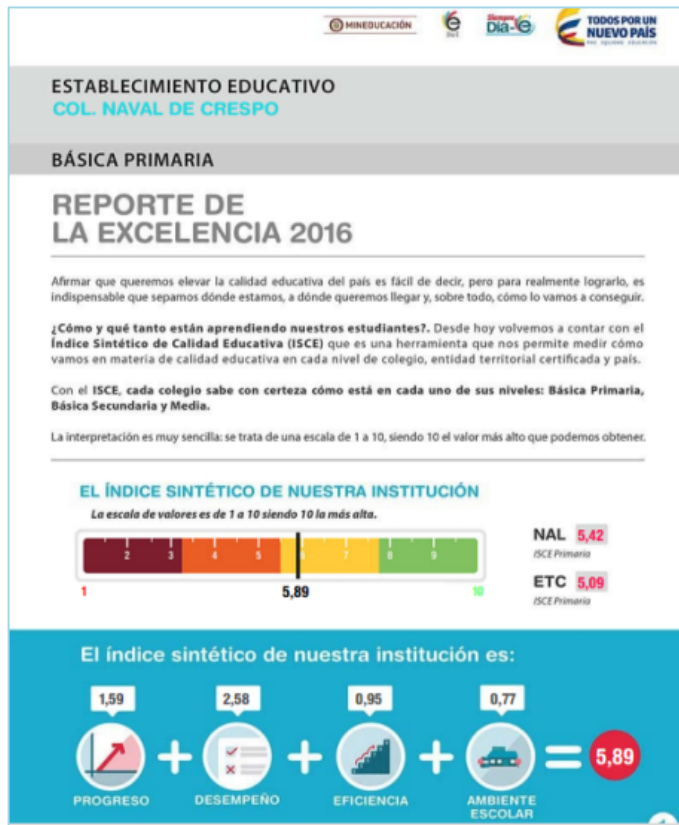 MINEDUCACIÓN
Siempre
Día-e
TODOS POR UN
NUEVO PAÍS
PAZ EQUIDAD EDUCACIÓN
ESTABLECIMIENTO EDUCATIVO
COL. NAVAL DE CRESPO
BÁSICA PRIMARIA
REPORTE DE
LA EXCELENCIA 2016
Afirmar que queremos elevar la calidad educativa del país es fácil de decir, pero para realmente lograrlo, es
indispensable que sepamos dónde estamos, a dónde queremos llegar y, sobre todo, cómo lo vamos a conseguir.
¿Cómo y qué tanto están aprendiendo nuestros estudiantes?. Desde hoy volvemos a contar con el
Índice Sintético de Calidad Educativa (ISCE) que es una herramienta que nos permite medir cómo
vamos en materia de calidad educativa en cada nivel de colegio, entidad territorial certificada y país.
Con el ISCE, cada colegio sabe con certeza cómo está en cada uno de sus niveles: Básica Primaria,
Básica Secundaria y Media.
La interpretación es muy sencilla: se trata de una escala de 1 a 10, siendo 10 el valor más alto que podemos obtener.
EL ÍNDICE SINTÉTICO DE NUESTRA INSTITUCIÓN
La escala de valores es de 1 a 10 siendo 10 la más alta.
2 3 4 5 7 8 9
1 5,89 10
NAL 5,42
ISCE Primaria
ETC 5,09
ISCE Primaria
El índice sintético de nuestra institución es:
1,59 2,58 0,95 0,77
+ + + = 5,89
PROGRESO DESEMPEÑO EFICIENCIA AMBIENTE
ESCOLAR